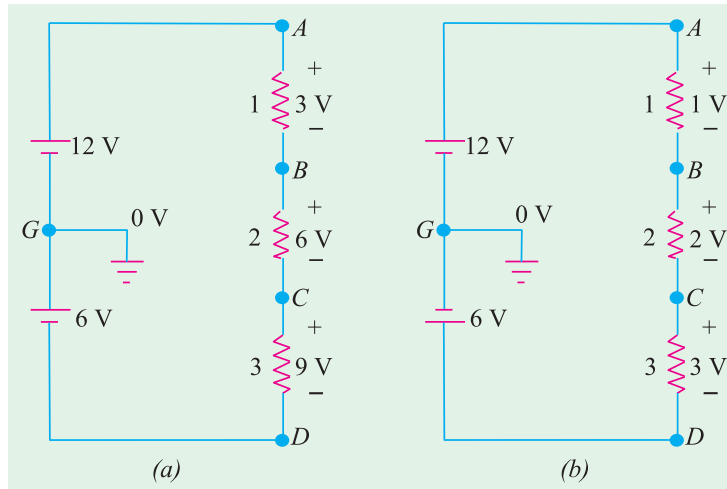 A
+
1 3 V
−
12 V
B
0 V
+
G
2 6 V
−
C
6 V
+
3 9 V
−
D
(a)
A
+
1 1 V
−
12 V
B
0 V
+
G
2 2 V
−
C
6 V
+
3 3 V
−
D
(b)